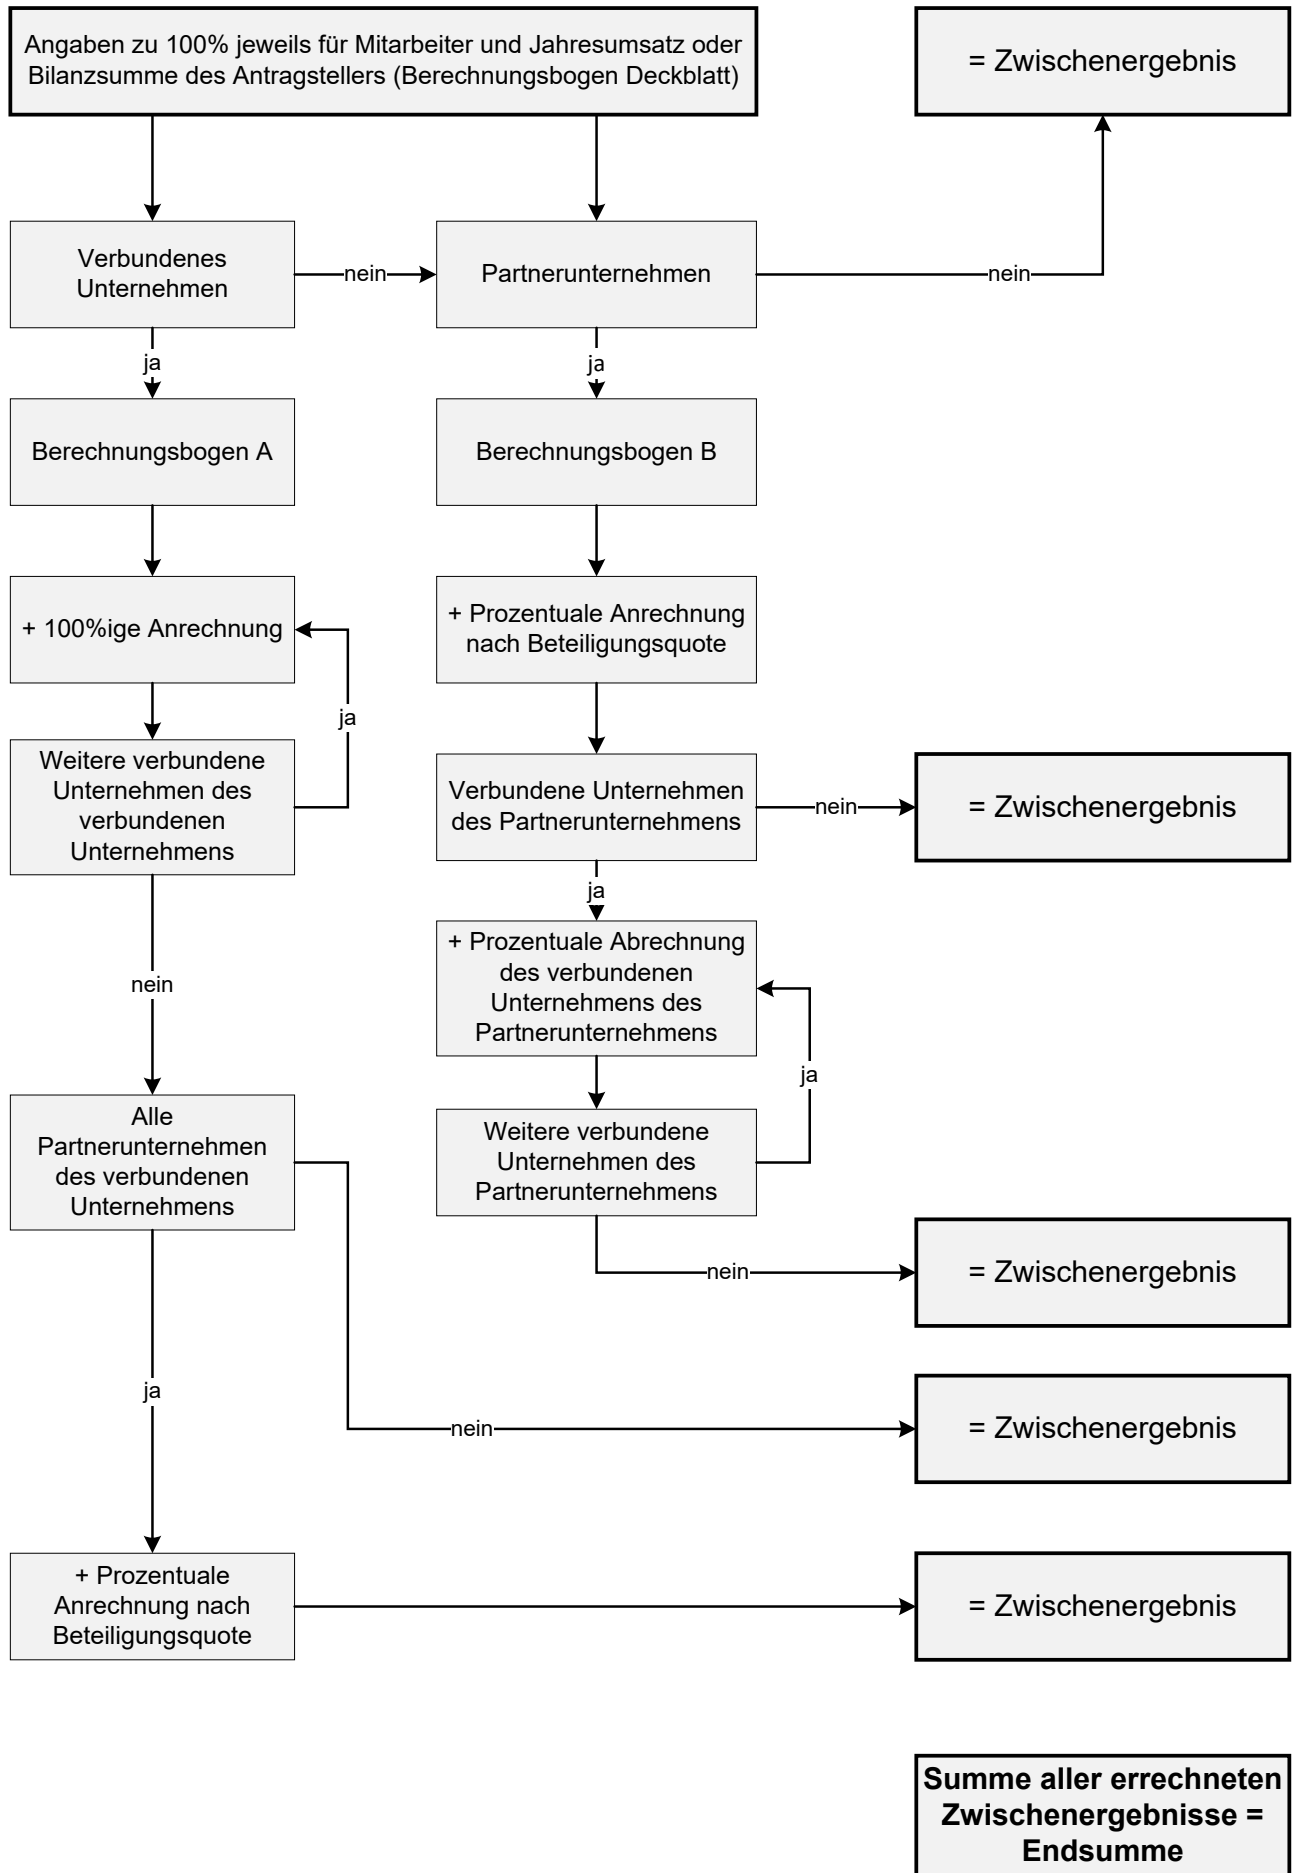 Angaben zu 100% jeweils für Mitarbeiter und Jahresumsatz oder
Bilanzsumme des Antragstellers (Berechnungsbogen Deckblatt)
= Zwischenergebnis
Verbundenes
Unternehmen
nein
Partnerunternehmen
nein
ja
ja
Berechnungsbogen A
Berechnungsbogen B
+ 100%ige Anrechnung
+ Prozentuale Anrechnung
nach Beteiligungsquote
ja
Weitere verbundene
Unternehmen des
verbundenen
Unternehmens
Verbundene Unternehmen
des Partnerunternehmens
nein
= Zwischenergebnis
ja
+ Prozentuale Abrechnung
des verbundenen
Unternehmens des
Partnerunternehmens
nein
ja
Alle
Partnerunternehmen
des verbundenen
Unternehmens
Weitere verbundene
Unternehmen des
Partnerunternehmens
nein
= Zwischenergebnis
ja
nein
= Zwischenergebnis
+ Prozentuale
Anrechnung nach
Beteiligungsquote
= Zwischenergebnis
Summe aller errechneten
Zwischenergebnisse =
Endsumme